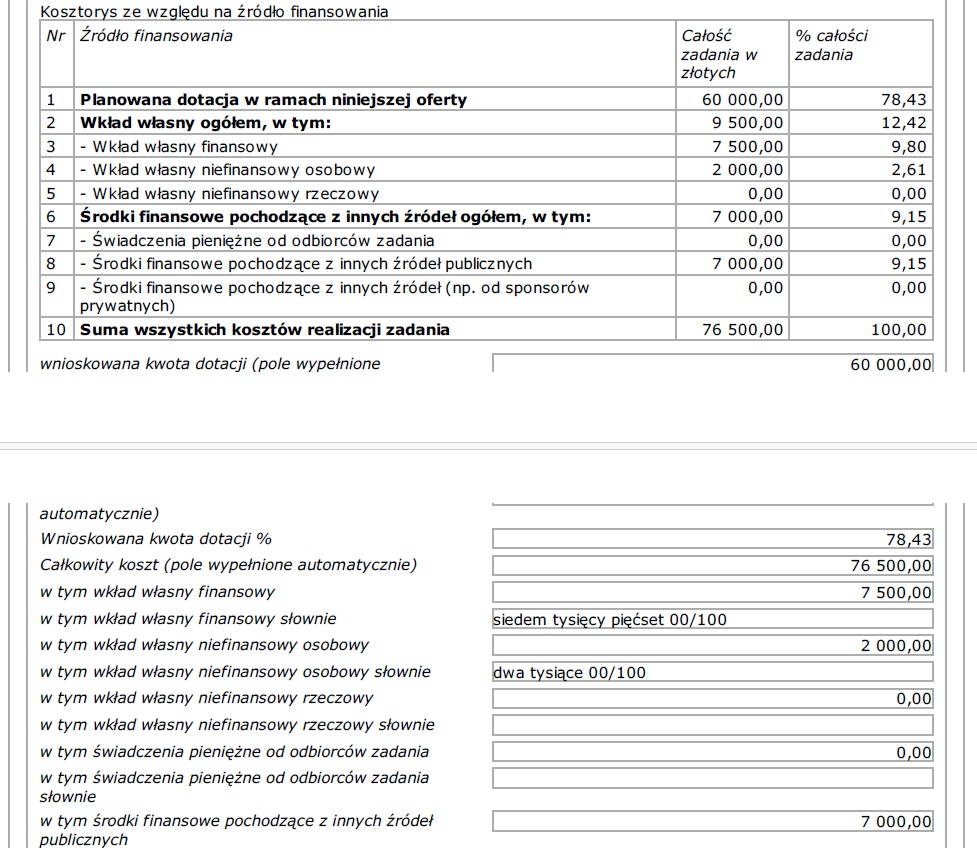 Kosztorys ze względu na źródło finansowania
Nr Źródło finansowania Całość zadania w złotych % całości zadania
1 Planowana dotacja w ramach niniejszej oferty 60 000,00 78,43
2 Wkład własny ogółem, w tym: 9 500,00 12,42
3 - Wkład własny finansowy 7 500,00 9,80
4 - Wkład własny niefinansowy osobowy 2 000,00 2,61
5 - Wkład własny niefinansowy rzeczowy 0,00 0,00
6 Środki finansowe pochodzące z innych źródeł ogółem, w tym: 7 000,00 9,15
7 - Świadczenia pieniężne od odbiorców zadania 0,00 0,00
8 - Środki finansowe pochodzące z innych źródeł publicznych 7 000,00 9,15
9 - Środki finansowe pochodzące z innych źródeł (np. od sponsorów 0,00 0,00
prywatnych)
10 Suma wszystkich kosztów realizacji zadania 76 500,00 100,00
wnioskowana kwota dotacji (pole wypełnione 60 000,00
automatycznie)
Wnioskowana kwota dotacji % 78,43
Całkowity koszt (pole wypełnione automatycznie) 76 500,00
w tym wkład własny finansowy 7 500,00
w tym wkład własny finansowy słownie siedem tysięcy pięćset 00/100
w tym wkład własny niefinansowy osobowy 2 000,00
w tym wkład własny niefinansowy osobowy słownie dwa tysiące 00/100
w tym wkład własny niefinansowy rzeczowy 0,00
w tym wkład własny niefinansowy rzeczowy słownie
w tym świadczenia pieniężne od odbiorców zadania 0,00
w tym świadczenia pieniężne od odbiorców zadania
słownie
w tym środki finansowe pochodzące z innych źródeł 7 000,00
publicznych